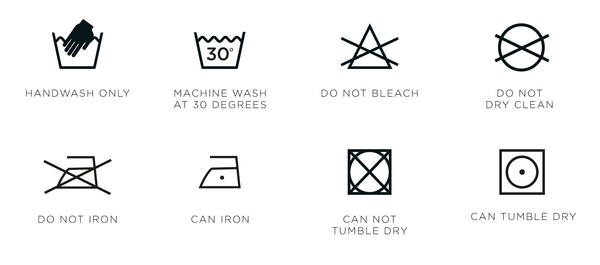 HANDWASH ONLY
30°
MACHINE WASH
AT 30 DEGREES
DO NOT BLEACH
DO NOT
DRY CLEAN
DO NOT IRON
CAN IRON
CAN NOT
TUMBLE DRY
CAN TUMBLE DRY